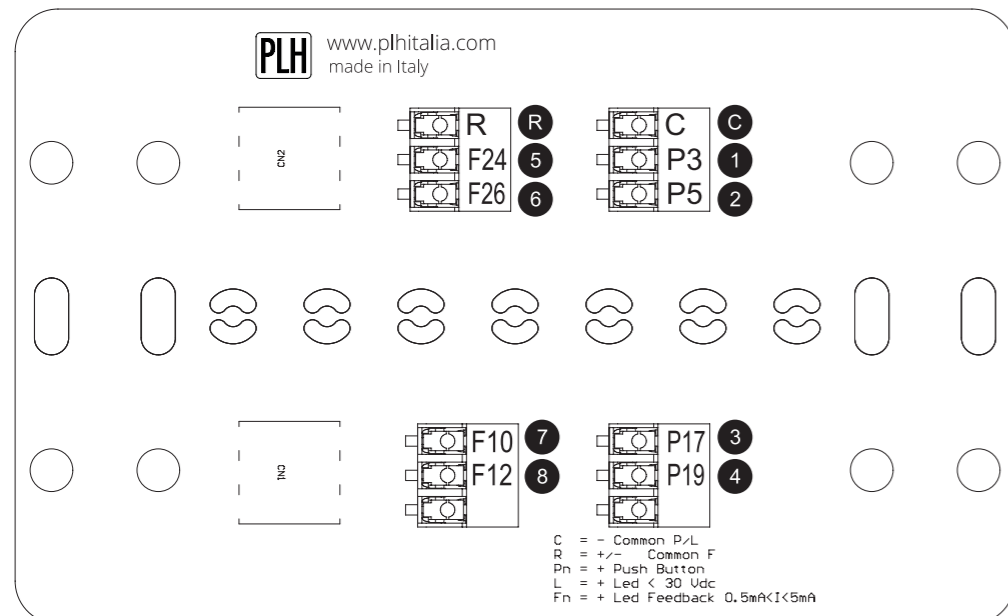 PLH www.plhitalia.com
made in Italy
R R C C
F24 5 P3 1
F26 6 P5 2
CN2
F10 7 P17 3
F12 8 P19 4
CN1
C = - Common P/L
R = +/- Common F
Pn = + Push Button
L = + Led < 30 Vdc
Fn = + Led Feedback 0.5mA<I<5mA